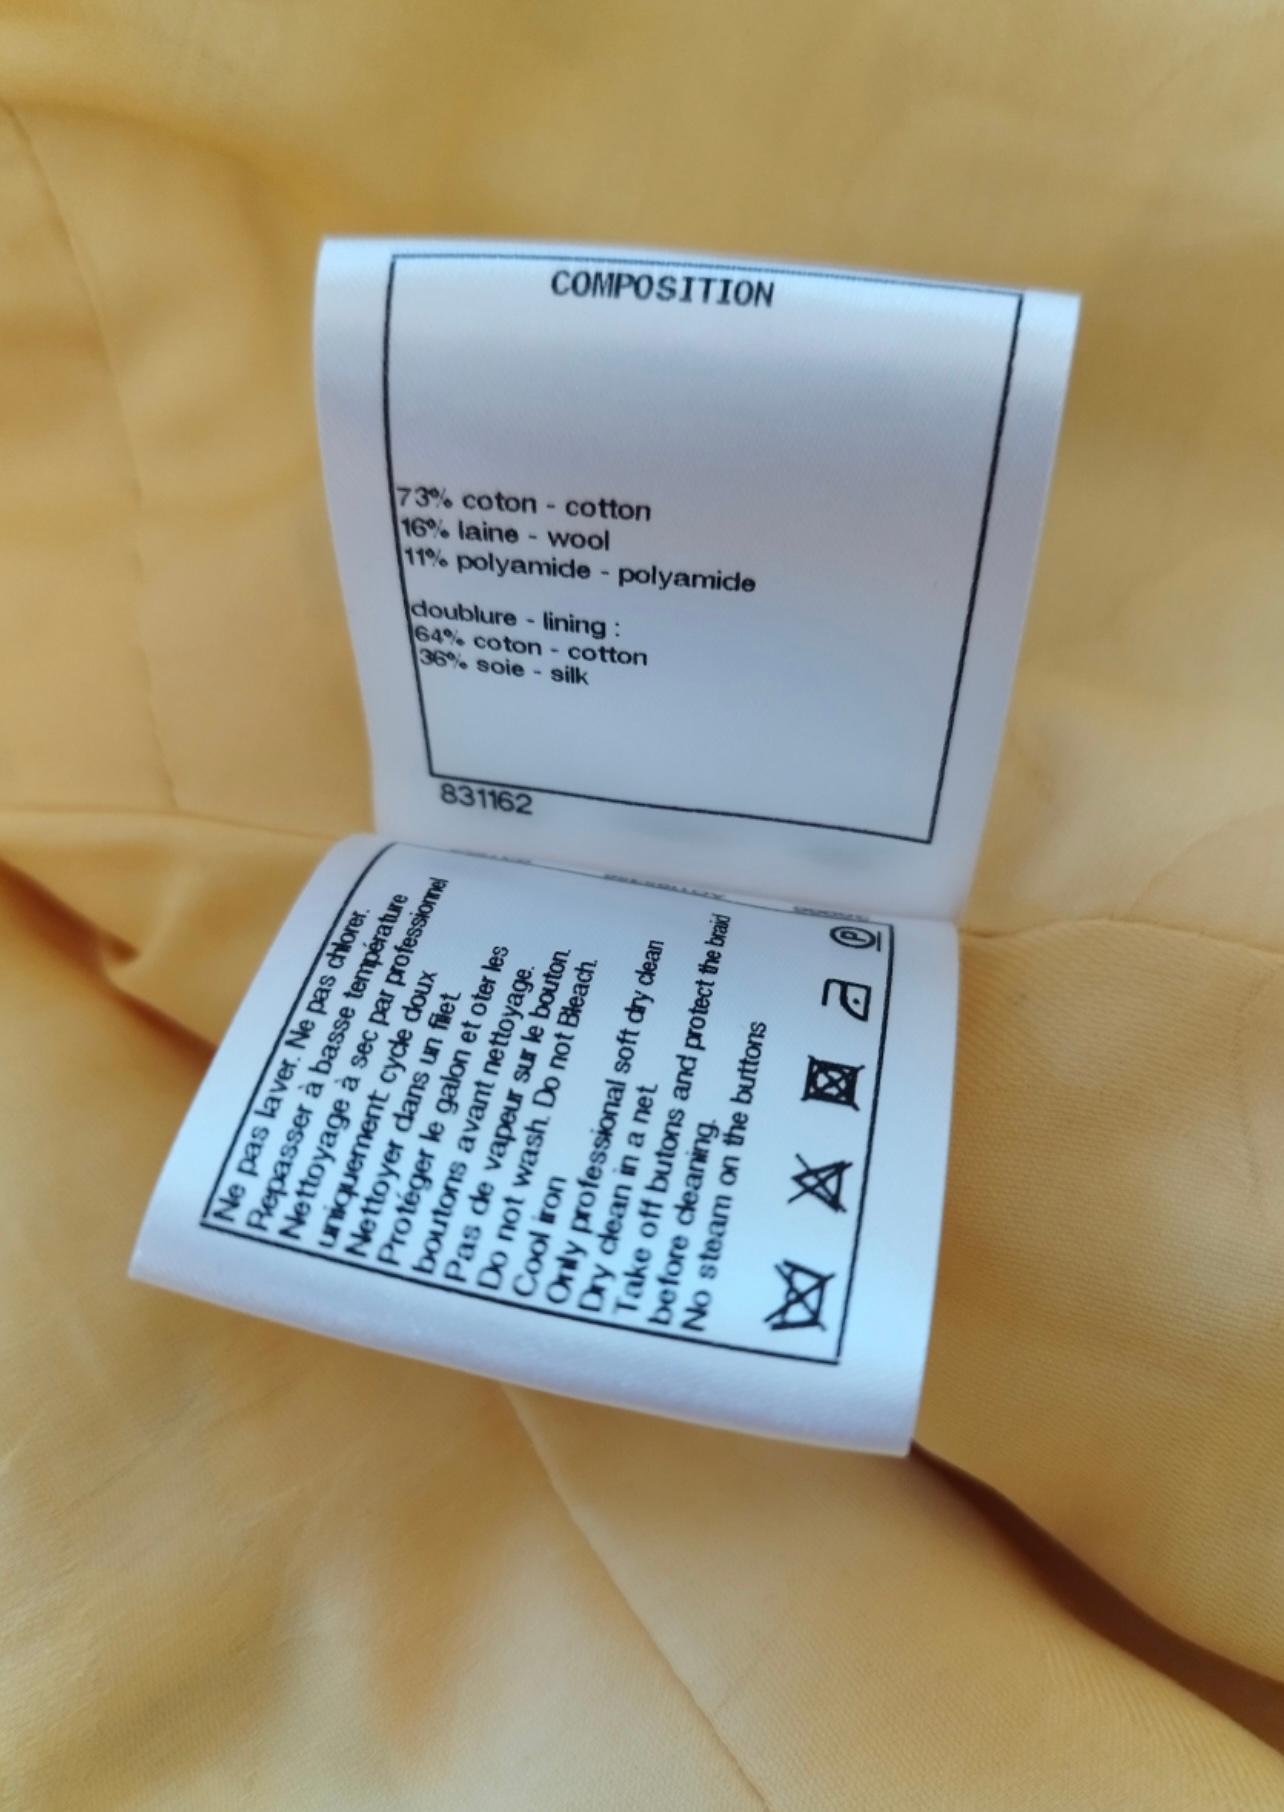 COMPOSITION
73% coton - cotton
16% laine - wool
11% polyamide - polyamide
doublure - lining :
64% coton - cotton
36% soie - silk
831162
Ne pas laver. Ne pas chlorer.
Repasser à basse température
Nettoyage à sec par professionnel
uniquement cycle doux
Nettoyer dans un filet
Protéger le galon et oter les
boutons avant nettoyage.
Pas de vapeur sur le bouton.
Do not wash. Do not Bleach.
Cool iron
Only professional soft dry clean
Dry clean in a net
Take off butons and protect the braid
before cleaning.
No steam on the buttons
P